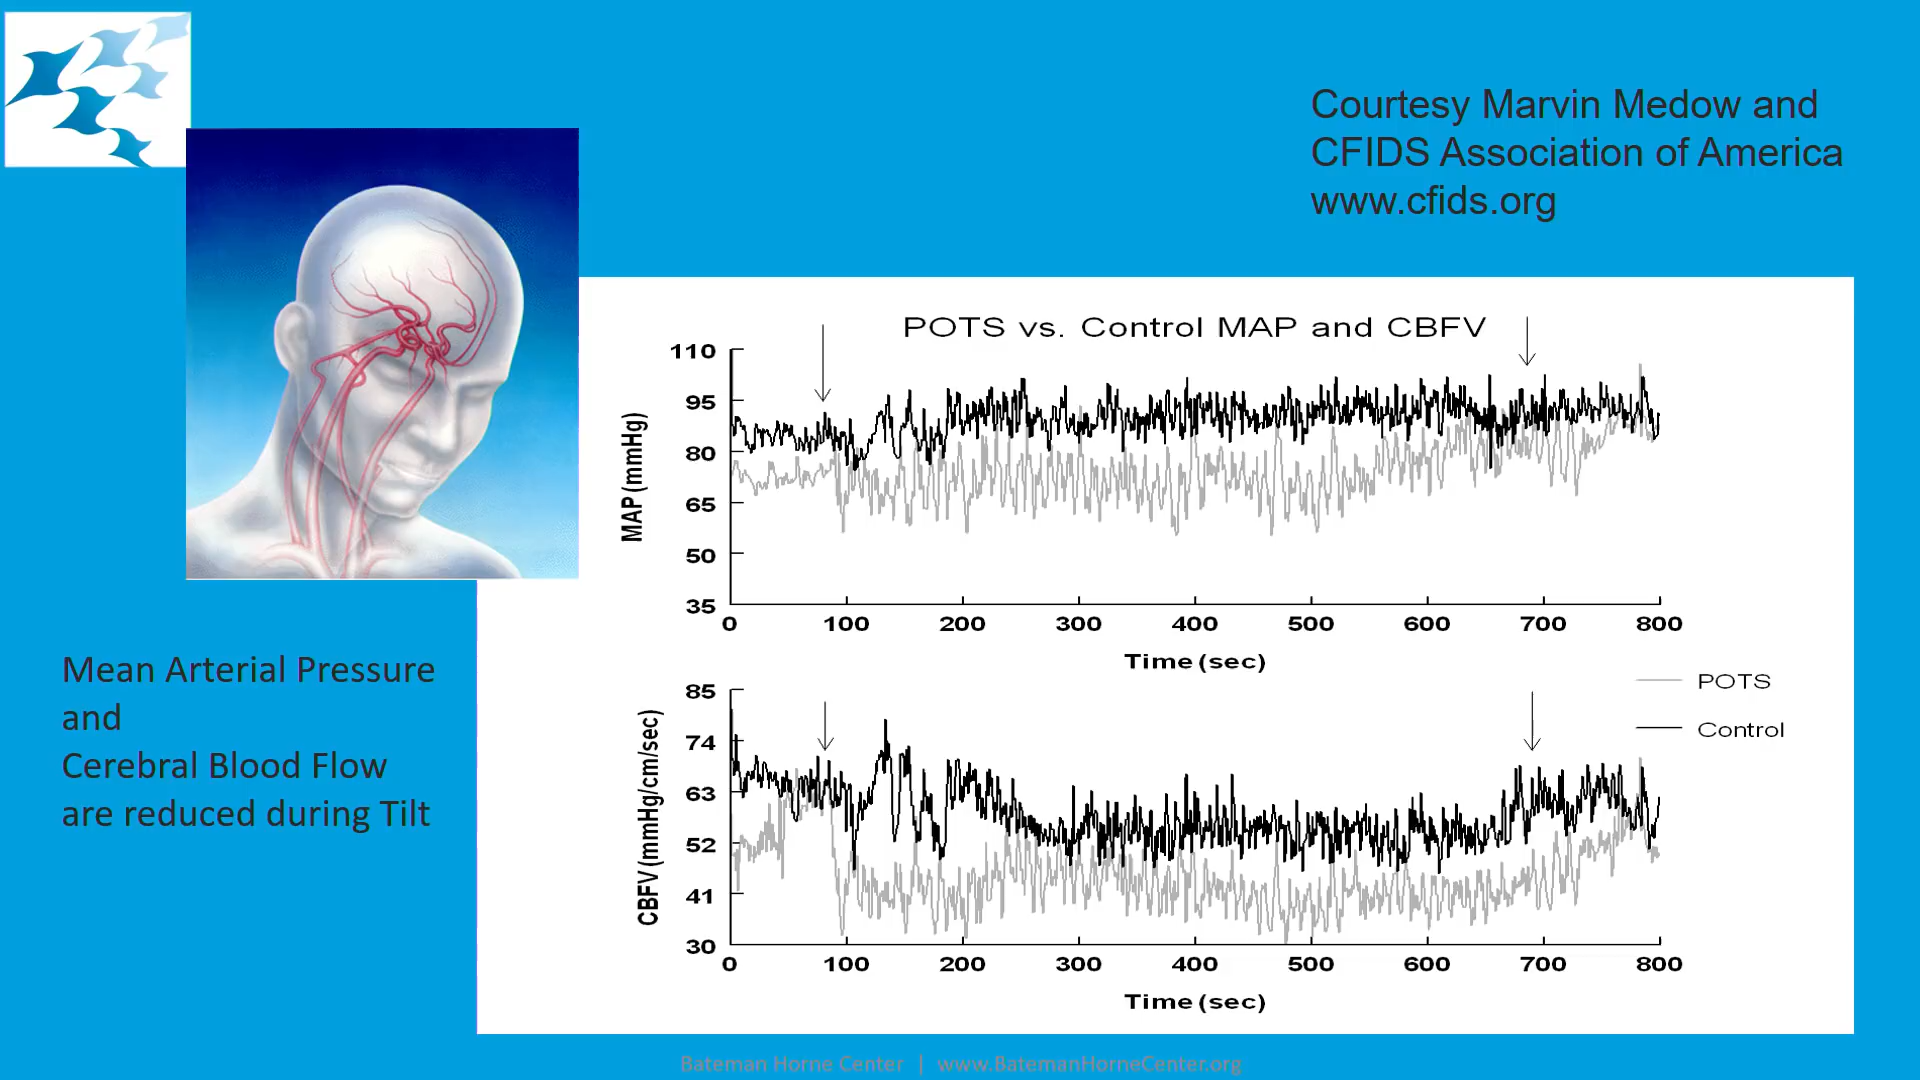 Courtesy Marvin Medow and
CFIDS Association of America
www.cfids.org
POTS vs. Control MAP and CBFV
110
95
80
65
50
35
MAP (mmHg)
0 100 200 300 400 500 600 700 800
Time (sec)
85
74
63
52
41
30
CBFV (mmHg/cm/sec)
0 100 200 300 400 500 600 700 800
Time (sec)
POTS
Control
Mean Arterial Pressure
and
Cerebral Blood Flow
are reduced during Tilt
Bateman Horne Center | www.BatemanHorneCenter.org